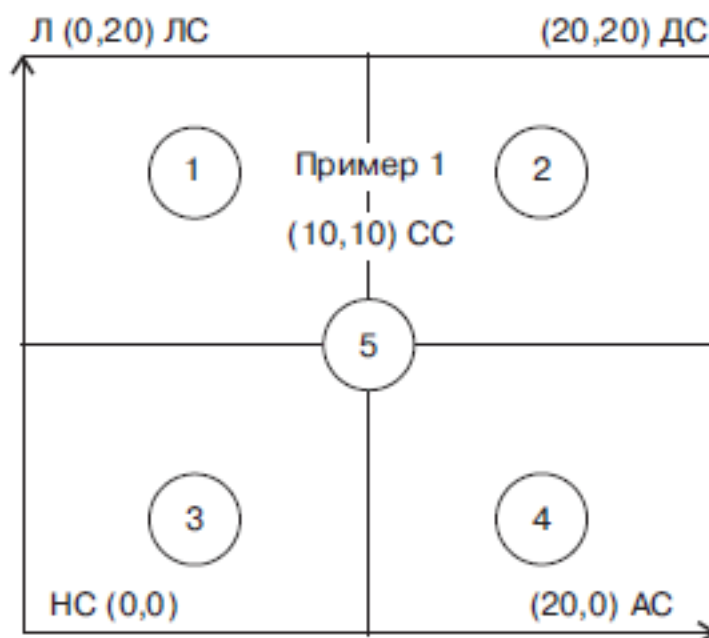 Л (0,20) ЛС
(20,20) ДС
1
Пример 1
2
(10,10) СС
5
3
4
НС (0,0)
(20,0) АС